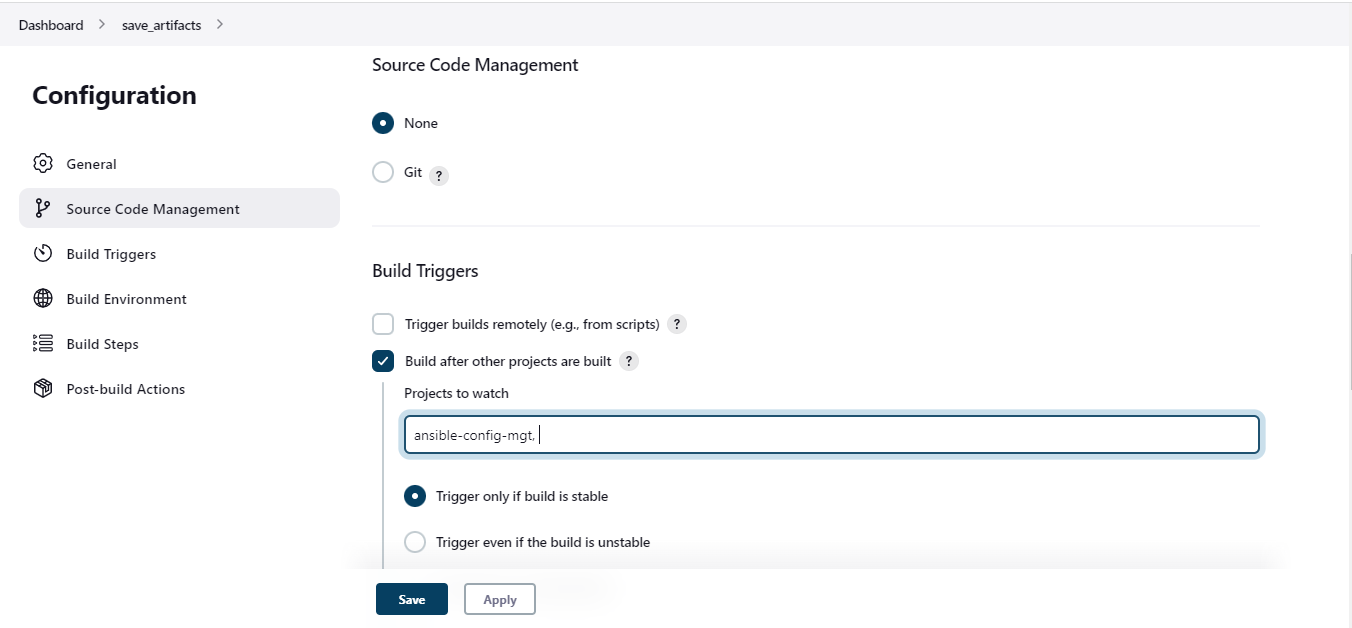 Dashboard > save_artifacts >
Configuration
General
Source Code Management
Build Triggers
Build Environment
Build Steps
Post-build Actions
Source Code Management
None
Git ?
Build Triggers
Trigger builds remotely (e.g., from scripts) ?
Build after other projects are built ?
Projects to watch
ansible-config-mgt,
Trigger only if build is stable
Trigger even if the build is unstable
Save Apply